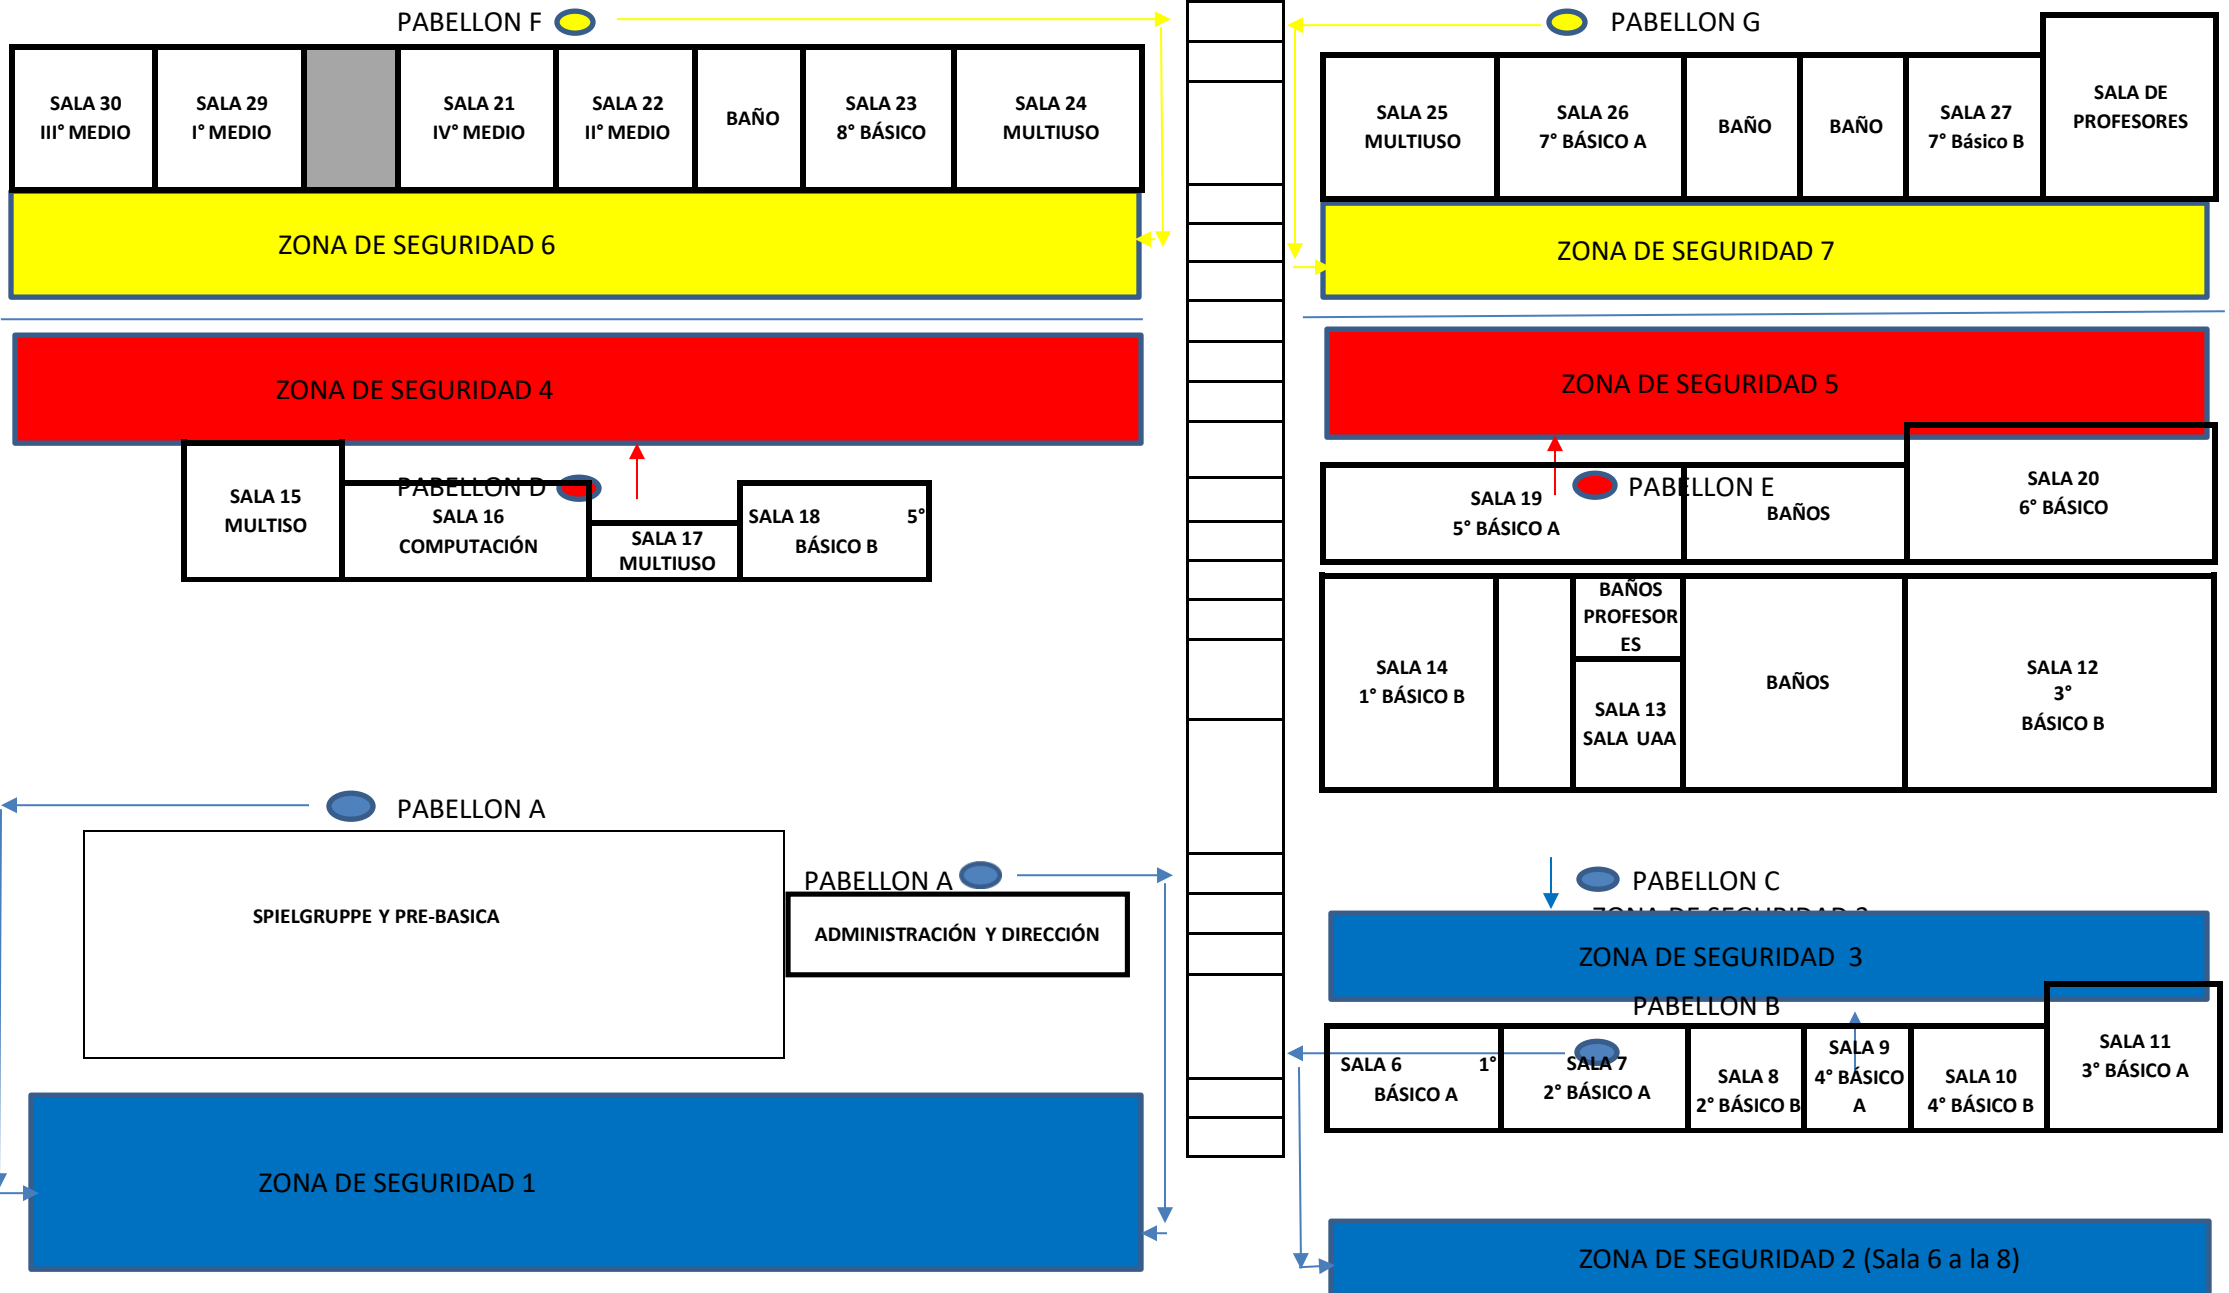 PABELLON F
PABELLON G
SALA 30
III° MEDIO
SALA 29
I° MEDIO
SALA 21
IV° MEDIO
SALA 22
II° MEDIO
BAÑO
SALA 23
8° BÁSICO
SALA 24
MULTIUSO
SALA 25
MULTIUSO
SALA 26
7° BÁSICO A
BAÑO
BAÑO
SALA 27
7° Básico B
SALA DE
PROFESORES
ZONA DE SEGURIDAD 6
ZONA DE SEGURIDAD 7
ZONA DE SEGURIDAD 4
ZONA DE SEGURIDAD 5
PABELLON D
SALA 15
MULTISO
SALA 16
COMPUTACIÓN
SALA 17
MULTIUSO
SALA 18 5°
BÁSICO B
PABELLON E
SALA 19
5° BÁSICO A
BAÑOS
SALA 20
6° BÁSICO
SALA 14
1° BÁSICO B
BAÑOS
PROFESOR
ES
SALA 13
SALA UAA
BAÑOS
SALA 12
3°
BÁSICO B
PABELLON A
SPIELGRUPPE Y PRE-BASICA
PABELLON A
ADMINISTRACIÓN Y DIRECCIÓN
PABELLON C
ZONA DE SEGURIDAD
ZONA DE SEGURIDAD 3
PABELLON B
SALA 6 1°
BÁSICO A
SALA 7
2° BÁSICO A
SALA 8
2° BÁSICO B
SALA 9
4° BÁSICO
A
SALA 10
4° BÁSICO B
SALA 11
3° BÁSICO A
ZONA DE SEGURIDAD 1
ZONA DE SEGURIDAD 2 (Sala 6 a la 8)